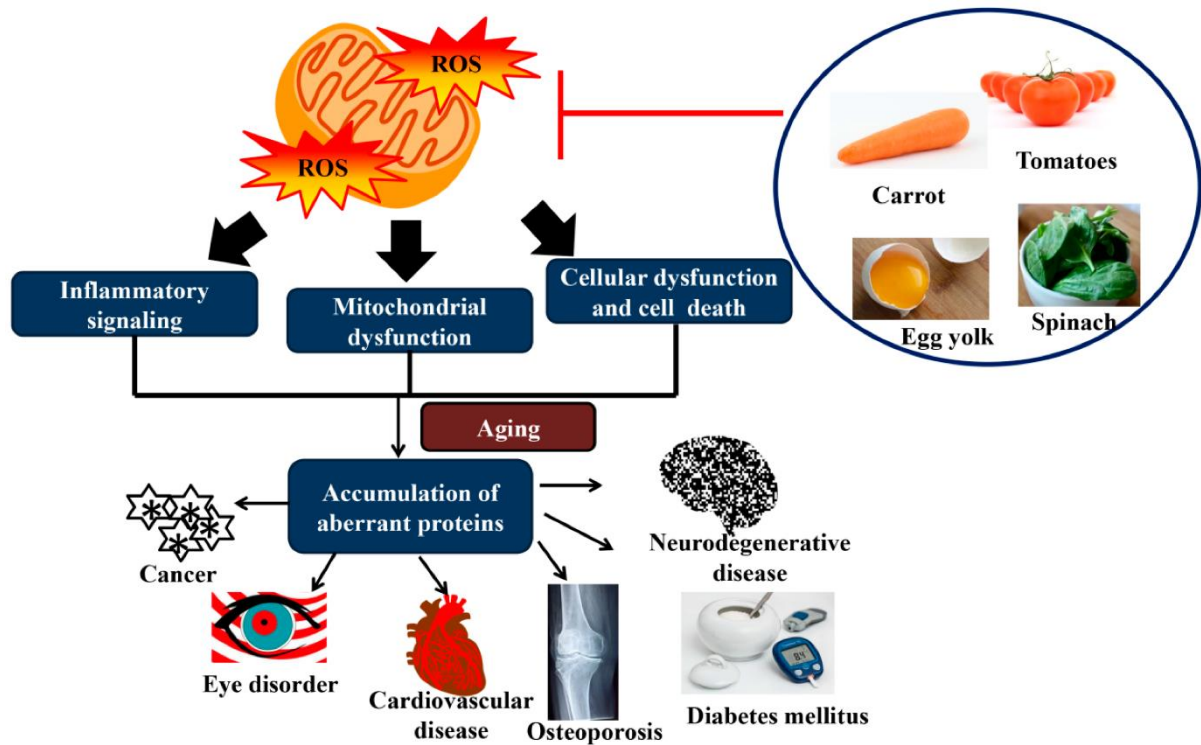 ROS
ROS
Carrot
Tomatoes
Egg yolk
Spinach
Inflammatory
signaling
Mitochondrial
dysfunction
Cellular dysfunction
and cell death
Aging
Accumulation of
aberrant proteins
Cancer
Eye disorder
Cardiovascular
disease
Osteoporosis
Neurodegenerative
disease
Diabetes mellitus
84